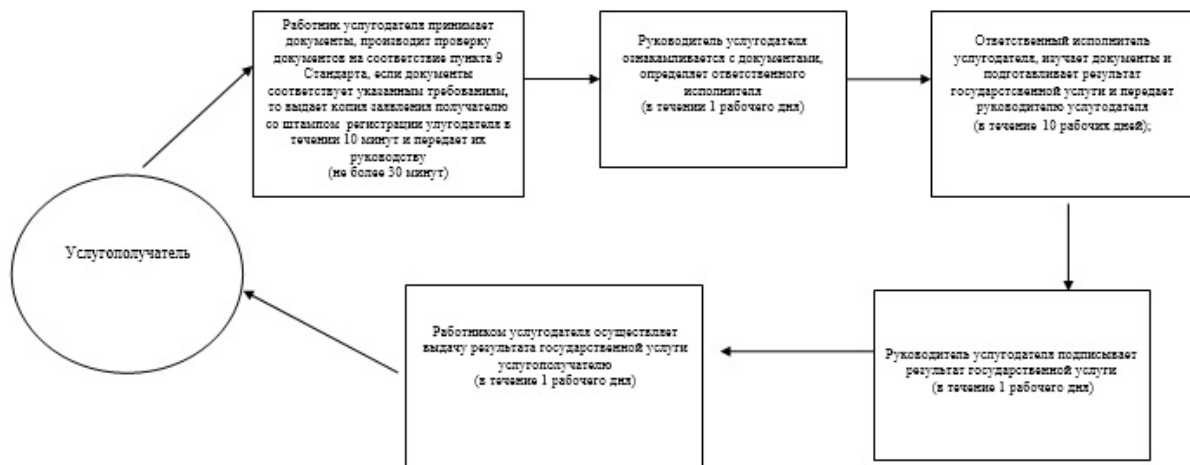 Работник услугодателя принимает
документы, производит проверку
документов на соответствие пункта 9
Стандарта, если документы
соответствует указанным требованиям,
то выдает копия заявления получателю
со штампом регистрации улугодателя в
течении 10 минут и передает их
руководству
(не более 30 минут)
Руководитель услугодателя
ознакамливается с документами,
определяет ответственного
исполнителя
(в течении 1 рабочего дня)
Ответственный исполнитель
услугодателя, изучает документы и
подготавливает результат
государственной услуги и передает
руководителю услугодателя
(в течение 10 рабочих дней);
Услугополучатель
Работником услугодателя осуществляет
выдачу результата государственной услуги
услугополучателю
(в течение 1 рабочего дня)
Руководитель услугодателя подписывает
результат государственной услуги
(в течение 1 рабочего дня)